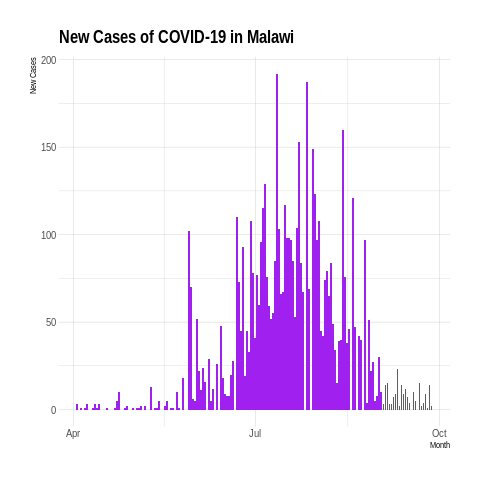 New Cases of COVID-19 in Malawi
New Cases
200
150
100
50
0
Apr
Jul
Oct
Month